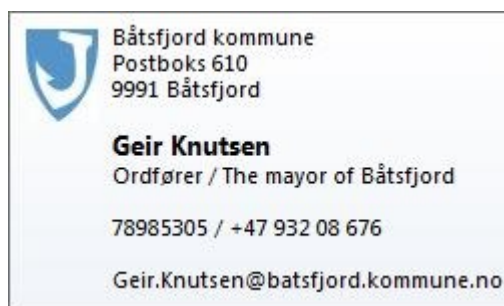 Båtsfjord kommune
Postboks 610
9991 Båtsfjord
Geir Knutsen
Ordfører / The mayor of Båtsfjord
78985305 / +47 932 08 676
Geir.Knutsen@batsfjord.kommune.no